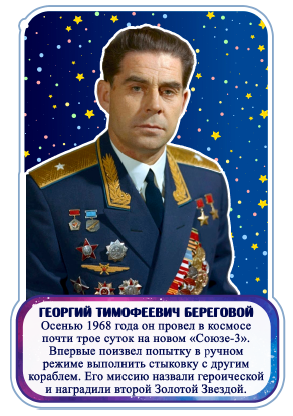 ГЕОРГИЙ ТИМОФЕЕВИЧ БЕРЕГОВОЙ
Осенью 1968 года он провел в космосе
почти трое суток на новом «Союзе-3».
Впервые поизвел попытку в ручном
режиме выполнить стыковку с другим
кораблем. Его миссию назвали героической
и наградили второй Золотой Звездой.